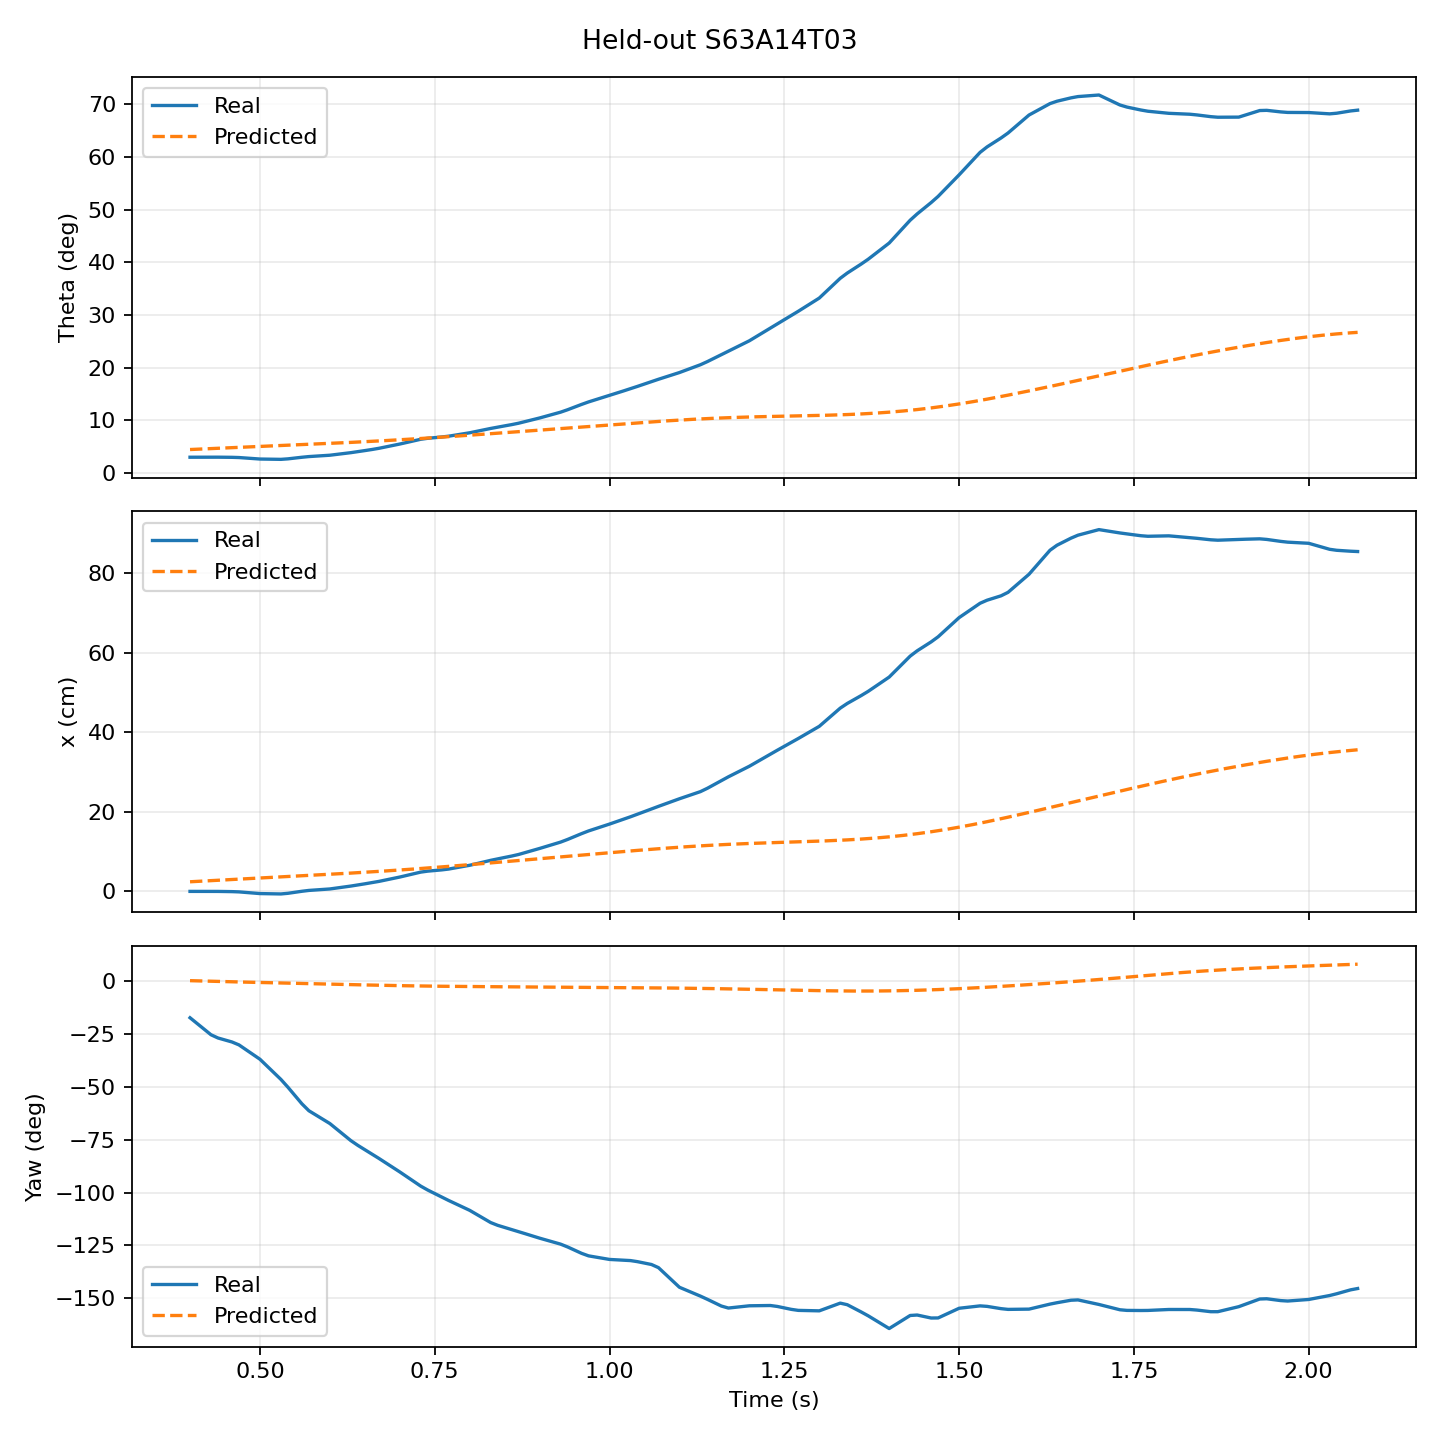 Held-out S63A14T03
Real
Predicted
Theta (deg)
70
60
50
40
30
20
10
0
Real
Predicted
x (cm)
80
60
40
20
0
Yaw (deg)
0
−25
−50
−75
−100
−125
−150
Real
Predicted
0.50 0.75 1.00 1.25 1.50 1.75 2.00
Time (s)